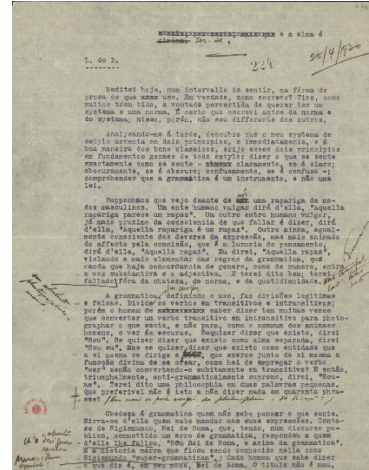 e a alma é
divina.
L. do D.
28/4/930
Meditei hoje, num intervallo de sentir, na fórma de
prosa de que uso. Em verdade, como escrevo? Tive, como
muitos teem tido, a vontade pervertida de querer ter um
systema e uma norma. É certo que escrevi antes da norma e
do systema; nisso, porém, não sou differente dos outros.
Analysando-me á tarde, descubro que o meu systema de
estylo assenta em dois principios, e immediatamente, e á
boa maneira dos bons classicos, erijo esses dois principios
em fundamentos geraes de todo estylo: dizer o que se sente
exactamente como se sente - claramente, se é claro;
obscuramente, se é obscuro; confusamente, se é confuso -;
comprehender que a grammatica é um instrumento, e não uma
lei.
Supponhamos que vejo deante de uma rapariga de mo-
dos masculinos. Um ente humano vulgar dirá d'ella, "Aquella
rapariga parece um rapaz". Um outro ente humano vulgar,
já mais proximo da consciencia de que fallar é dizer, dirá
d'ella, "Aquella rapariga é um rapaz". Outro ainda, egual-
mente consciente dos deveres da expressão, mas mais animado
do affecto pela concisão, que é a luxuria do pensamento,
dirá d'ella, "Aquelle rapaz". Eu direi, "Aquella rapaz",
violando a mais elementar das regras da grammatica, que
manda que haja concordancia de genero, como de numero, entre
a voz substantiva e a adjectiva. E terei dito bem; terei
fallado fóra da chateza, da norma, e da quotidianidade.
A grammatica, definindo o uso, faz divisões legitimas
e falsas. Divide os verbos em transitivos e intransitivos;
porém o homem de saber dizer tem muitas vezes
que converter um verbo transitivo em intransitivo para photo-
graphar o que sente, e não para, como o commum dos animaes
homens, o ver ás escuras. Se quizer dizer que existo, direi
"Sou". Se quizer dizer que existo como alma separada, direi
"Sou eu". Mas se quizer dizer que existo como entidade que
a si mesma se dirige e que exerce junto de si mesma a
funcção divina de se crear, como hei de empregar o verbo
"ser" senão convertendo-o subitamente em transitivo? E então,
triumphalmente, anti-grammaticalmente supremo, direi, "Sou-
me". Terei dito uma philosophia em duas palavras pequenas.
Que preferivel não é isto a não dizer nada em quarenta phra-
ses?
Obedeça á grammatica quem não sabe pensar o que sente.
Sirva-se d'ella quem sabe mandar nas suas expressões. Conta-
se de Sigismundo, Rei de Roma, que, tendo, num discurso pu-
blico, commettido um erro de grammatica, respondeu a quem
d'elle lhe fallou, "Sou Rei de Roma, e acima da grammatica".
E a historia narra que ficou sendo conhecido nella como
Sigismundo "super-grammaticam". Cada homem que sabe dizer
o que diz é, em seu modo, Rei de Roma. O titulo não é mau,